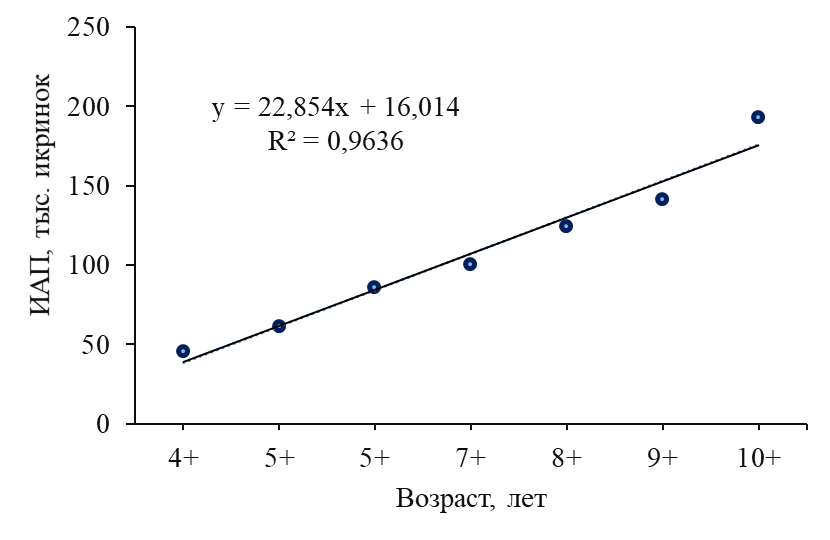 250
200
150
100
50
0
ИАП, тыс. икринок
y = 22,854x + 16,014
R² = 0,9636
4+ 5+ 5+ 7+ 8+ 9+ 10+
Возраст, лет